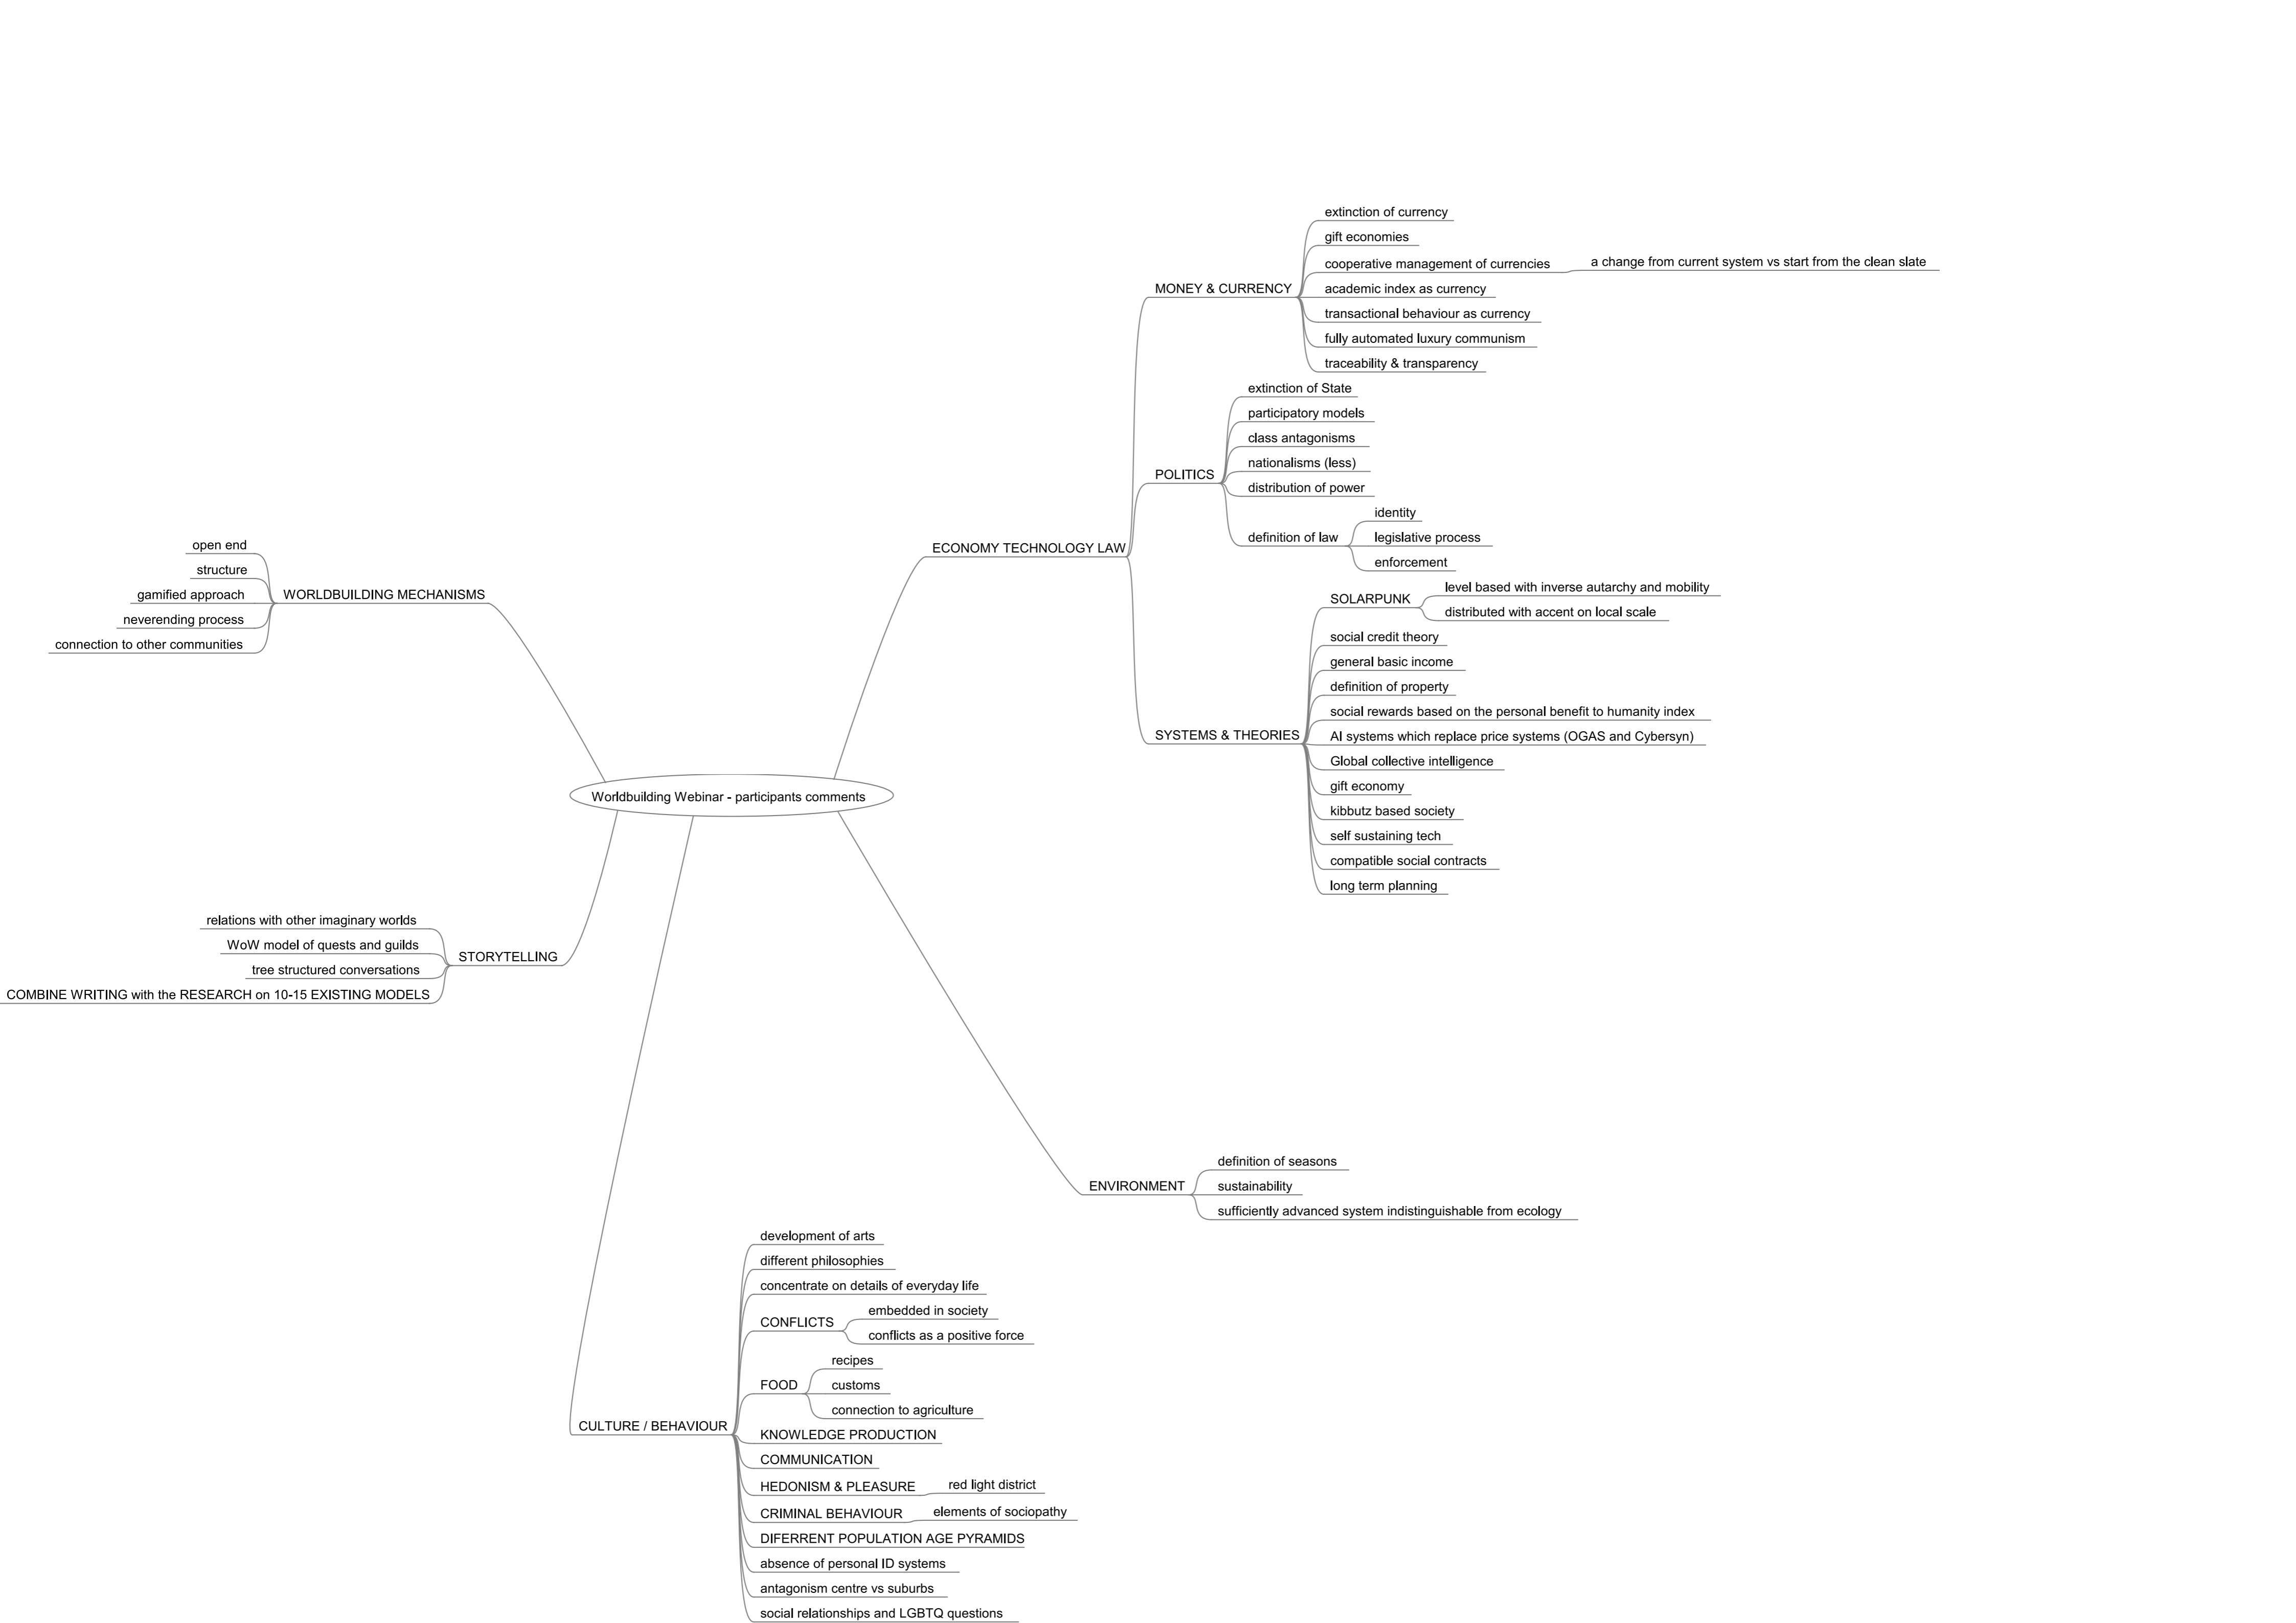 Worldbuilding Webinar - participants comments
WORLDBUILDING MECHANISMS
open end
structure
gamified approach
neverending process
connection to other communities
STORYTELLING
relations with other imaginary worlds
WoW model of quests and guilds
tree structured conversations
COMBINE WRITING with the RESEARCH on 10-15 EXISTING MODELS
ECONOMY TECHNOLOGY LAW
MONEY & CURRENCY
extinction of currency
gift economies
cooperative management of currencies
a change from current system vs start from the clean slate
academic index as currency
transactional behaviour as currency
fully automated luxury communism
traceability & transparency
POLITICS
extinction of State
participatory models
class antagonisms
nationalisms (less)
distribution of power
definition of law
identity
legislative process
enforcement
SYSTEMS & THEORIES
SOLARPUNK
level based with inverse autarchy and mobility
distributed with accent on local scale
social credit theory
general basic income
definition of property
social rewards based on the personal benefit to humanity index
AI systems which replace price systems (OGAS and Cybersyn)
Global collective intelligence
gift economy
kibbutz based society
self sustaining tech
compatible social contracts
long term planning
ENVIRONMENT
definition of seasons
sustainability
sufficiently advanced system indistinguishable from ecology
CULTURE / BEHAVIOUR
development of arts
different philosophies
concentrate on details of everyday life
CONFLICTS
embedded in society
conflicts as a positive force
FOOD
recipes
customs
connection to agriculture
KNOWLEDGE PRODUCTION
COMMUNICATION
HEDONISM & PLEASURE
red light district
CRIMINAL BEHAVIOUR
elements of sociopathy
DIFERRENT POPULATION AGE PYRAMIDS
absence of personal ID systems
antagonism centre vs suburbs
social relationships and LGBTQ questions